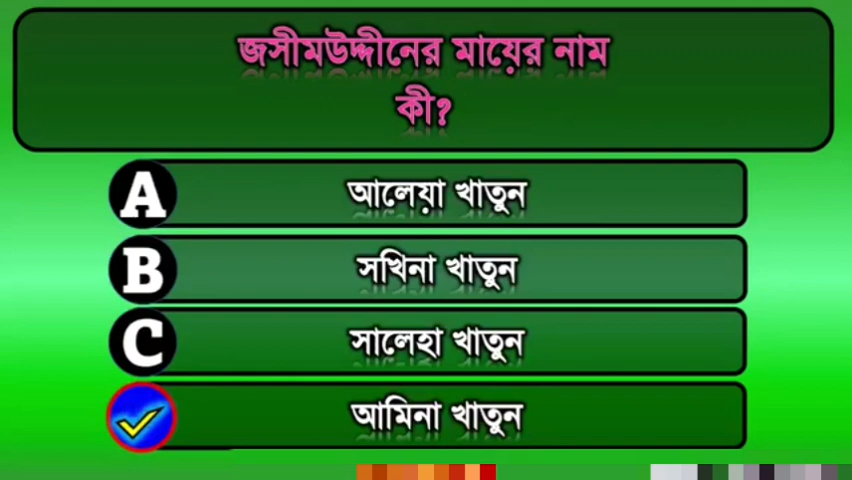 জসীমউদ্দীনের মায়ের নাম
কী?
A আলেয়া খাতুন
B সখিনা খাতুন
C সালেহা খাতুন
আমিনা খাতুন